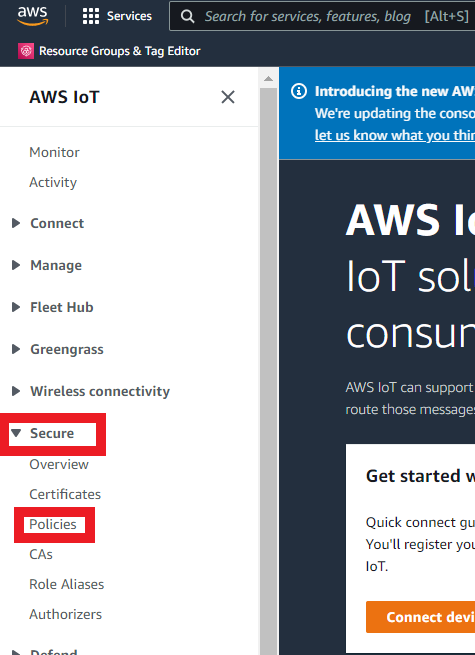 aws
Services
Search for services, features, blog [Alt+S]
Resource Groups & Tag Editor
AWS IoT
Monitor
Activity
Connect
Manage
Fleet Hub
Greengrass
Wireless connectivity
Secure
Overview
Certificates
Policies
CAs
Role Aliases
Authorizers
Defend
Introducing the new AW
We're updating the conso
let us know what you thin
AWS I
IoT sol
consum
AWS IoT can support
route those messages
Get started w
Quick connect gu
You'll register you
IoT.
Connect devi